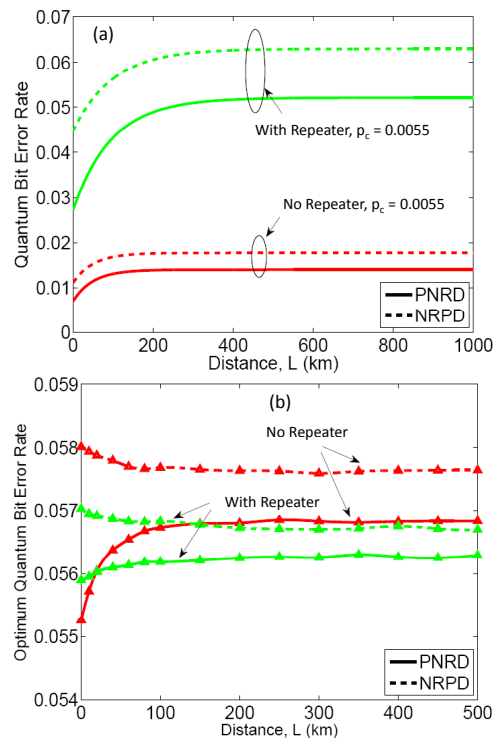 (a)
Quantum Bit Error Rate
0.07
0.06
0.05
0.04
0.03
0.02
0.01
0
With Repeater, pc = 0.0055
No Repeater, pc = 0.0055
PNRD
NRPD
0 200 400 600 800 1000
Distance, L (km)
(b)
Optimum Quantum Bit Error Rate
0.059
0.058
0.057
0.056
0.055
0.054
No Repeater
With Repeater
PNRD
NRPD
0 100 200 300 400 500
Distance, L (km)